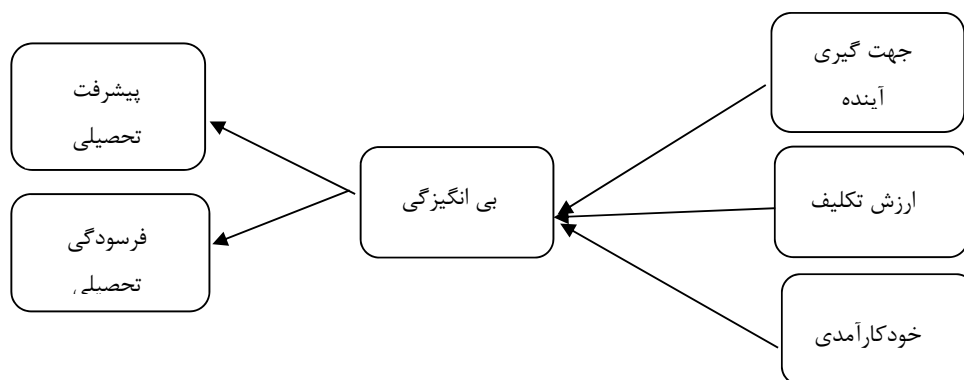 جهت گیری
آینده
ارزش تکلیف
خودکارآمدی
بی انگیزگی
پیشرفت
تحصیلی
فرسودگی
تحصیلی